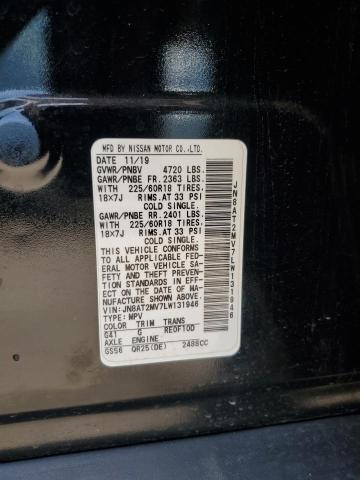 MFD BY NISSAN MOTOR CO.,LTD.
DATE 11/19
GVWR/PNBV 4720 LBS.
GAWR/PNBE FR. 2363 LBS.
WITH 225/60R18 TIRES.
18X7J RIMS.AT 33 PSI
COLD SINGLE.
GAWR/PNBE RR. 2401 LBS.
WITH 225/60R18 TIRES.
18X7J RIMS.AT 33 PSI
COLD SINGLE.
THIS VEHICLE CONFORMS
TO ALL APPLICABLE FED-
ERAL MOTOR VEHICLE SA-
FETY AND THEFT PREVEN-
TION STANDARDS IN EFF-
ECT ON THE DATE OF MA-
NUFACTURE SHOWN ABOVE.
VIN:JN8AT2MV7LW131946
TYPE:MPV
COLOR TRIM TRANS
G41 G RE0F10D
AXLE ENGINE
GS56 QR25(DE) 2488CC
JN8AT2MV7LW131946